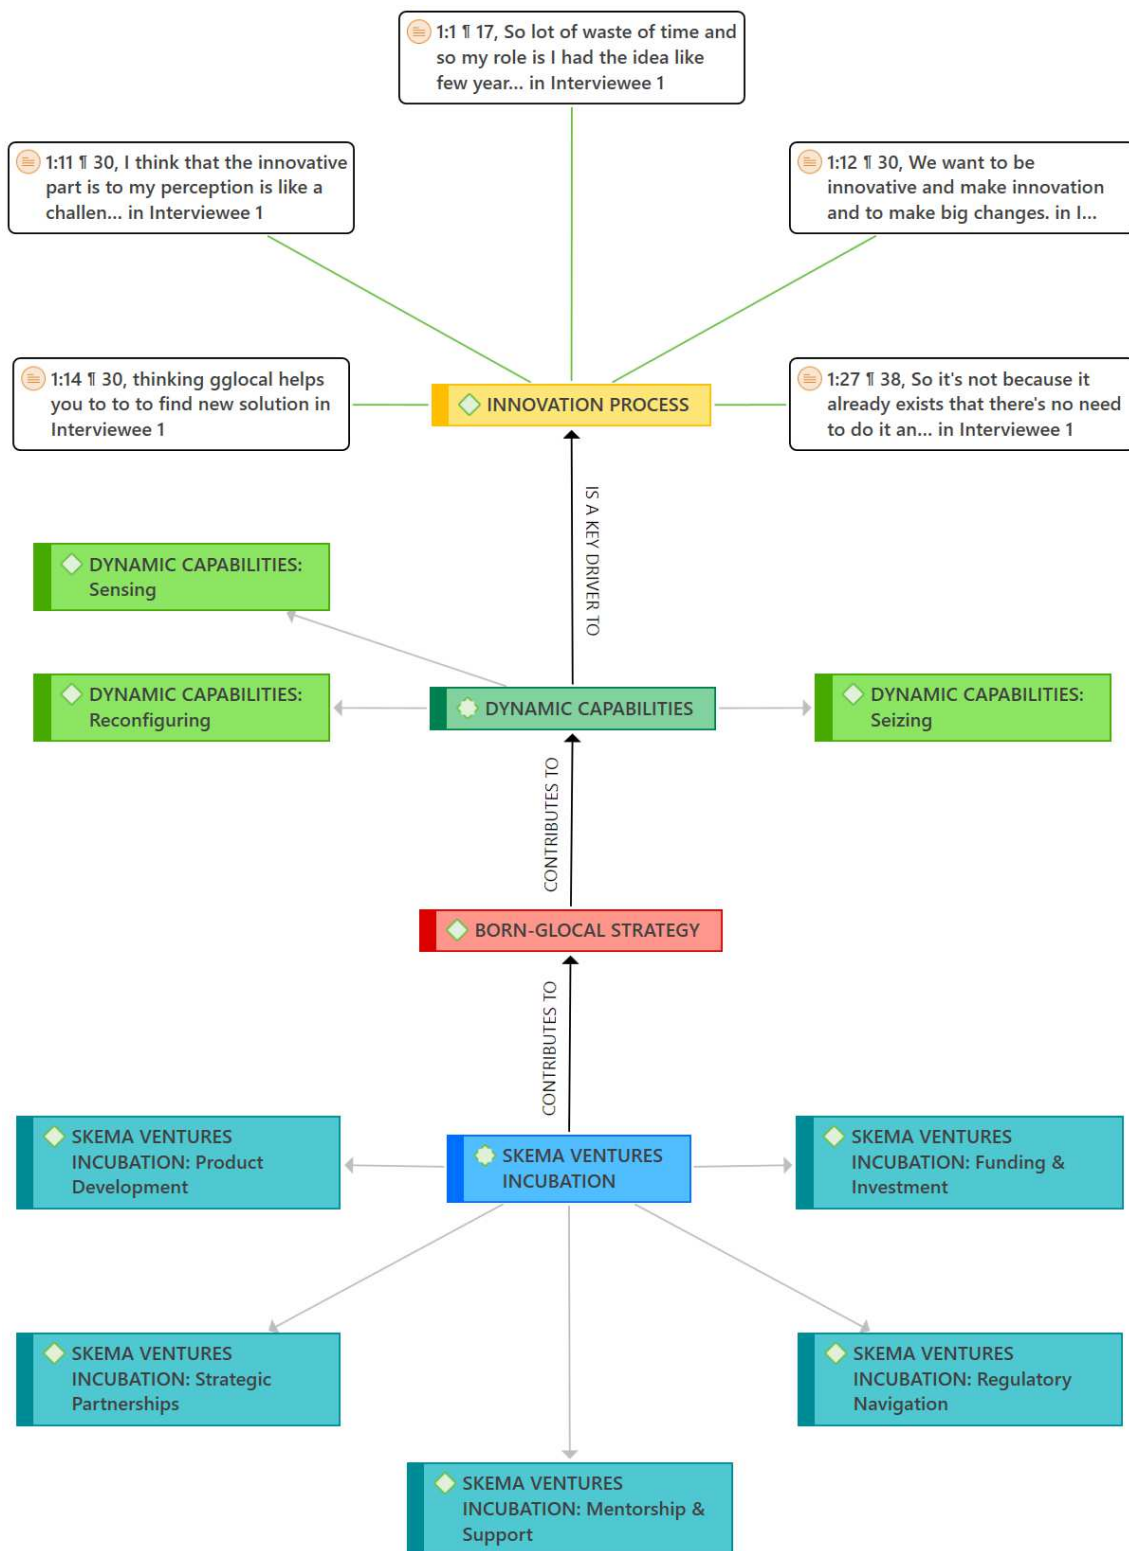 1:1 ¶ 17, So lot of waste of time and
so my role is I had the idea like
few year... in Interviewee 1
1:11 ¶ 30, I think that the innovative
part is to my perception is like a
challen... in Interviewee 1
1:12 ¶ 30, We want to be
innovative and make innovation
and to make big changes. in I...
1:14 ¶ 30, thinking gglocal helps
you to to to find new solution in
Interviewee 1
INNOVATION PROCESS
1:27 ¶ 38, So it's not because it
already exists that there's no need
to do it an... in Interviewee 1
IS A KEY DRIVER TO
DYNAMIC CAPABILITIES:
Sensing
DYNAMIC CAPABILITIES:
Reconfiguring
DYNAMIC CAPABILITIES
DYNAMIC CAPABILITIES:
Seizing
CONTRIBUTES TO
BORN-GLOCAL STRATEGY
CONTRIBUTES TO
SKEMA VENTURES
INCUBATION: Product
Development
SKEMA VENTURES
INCUBATION
SKEMA VENTURES
INCUBATION: Funding &
Investment
SKEMA VENTURES
INCUBATION: Strategic
Partnerships
SKEMA VENTURES
INCUBATION: Regulatory
Navigation
SKEMA VENTURES
INCUBATION: Mentorship &
Support